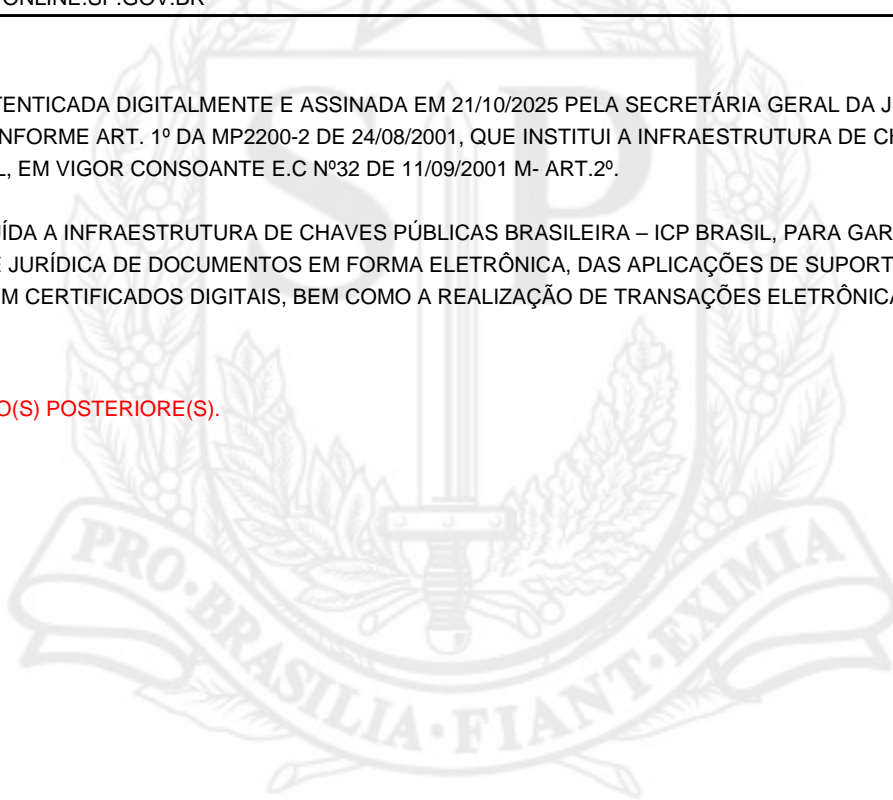 ONLINE.SP.GOV.BR
TENTICADA DIGITALMENTE E ASSINADA EM 21/10/2025 PELA SECRETÁRIA GERAL DA J
NFORME ART. 1º DA MP2200-2 DE 24/08/2001, QUE INSTITUI A INFRAESTRUTURA DE CH
L, EM VIGOR CONSOANTE E.C Nº32 DE 11/09/2001 M- ART.2º.
UÍDA A INFRAESTRUTURA DE CHAVES PÚBLICAS BRASILEIRA – ICP BRASIL, PARA GAR
E JURÍDICA DE DOCUMENTOS EM FORMA ELETRÔNICA, DAS APLICAÇÕES DE SUPORT
M CERTIFICADOS DIGITAIS, BEM COMO A REALIZAÇÃO DE TRANSAÇÕES ELETRÔNICA
O(S) POSTERIORE(S).
SP
PRO·BRASILIA·FIANT·EXIMIA